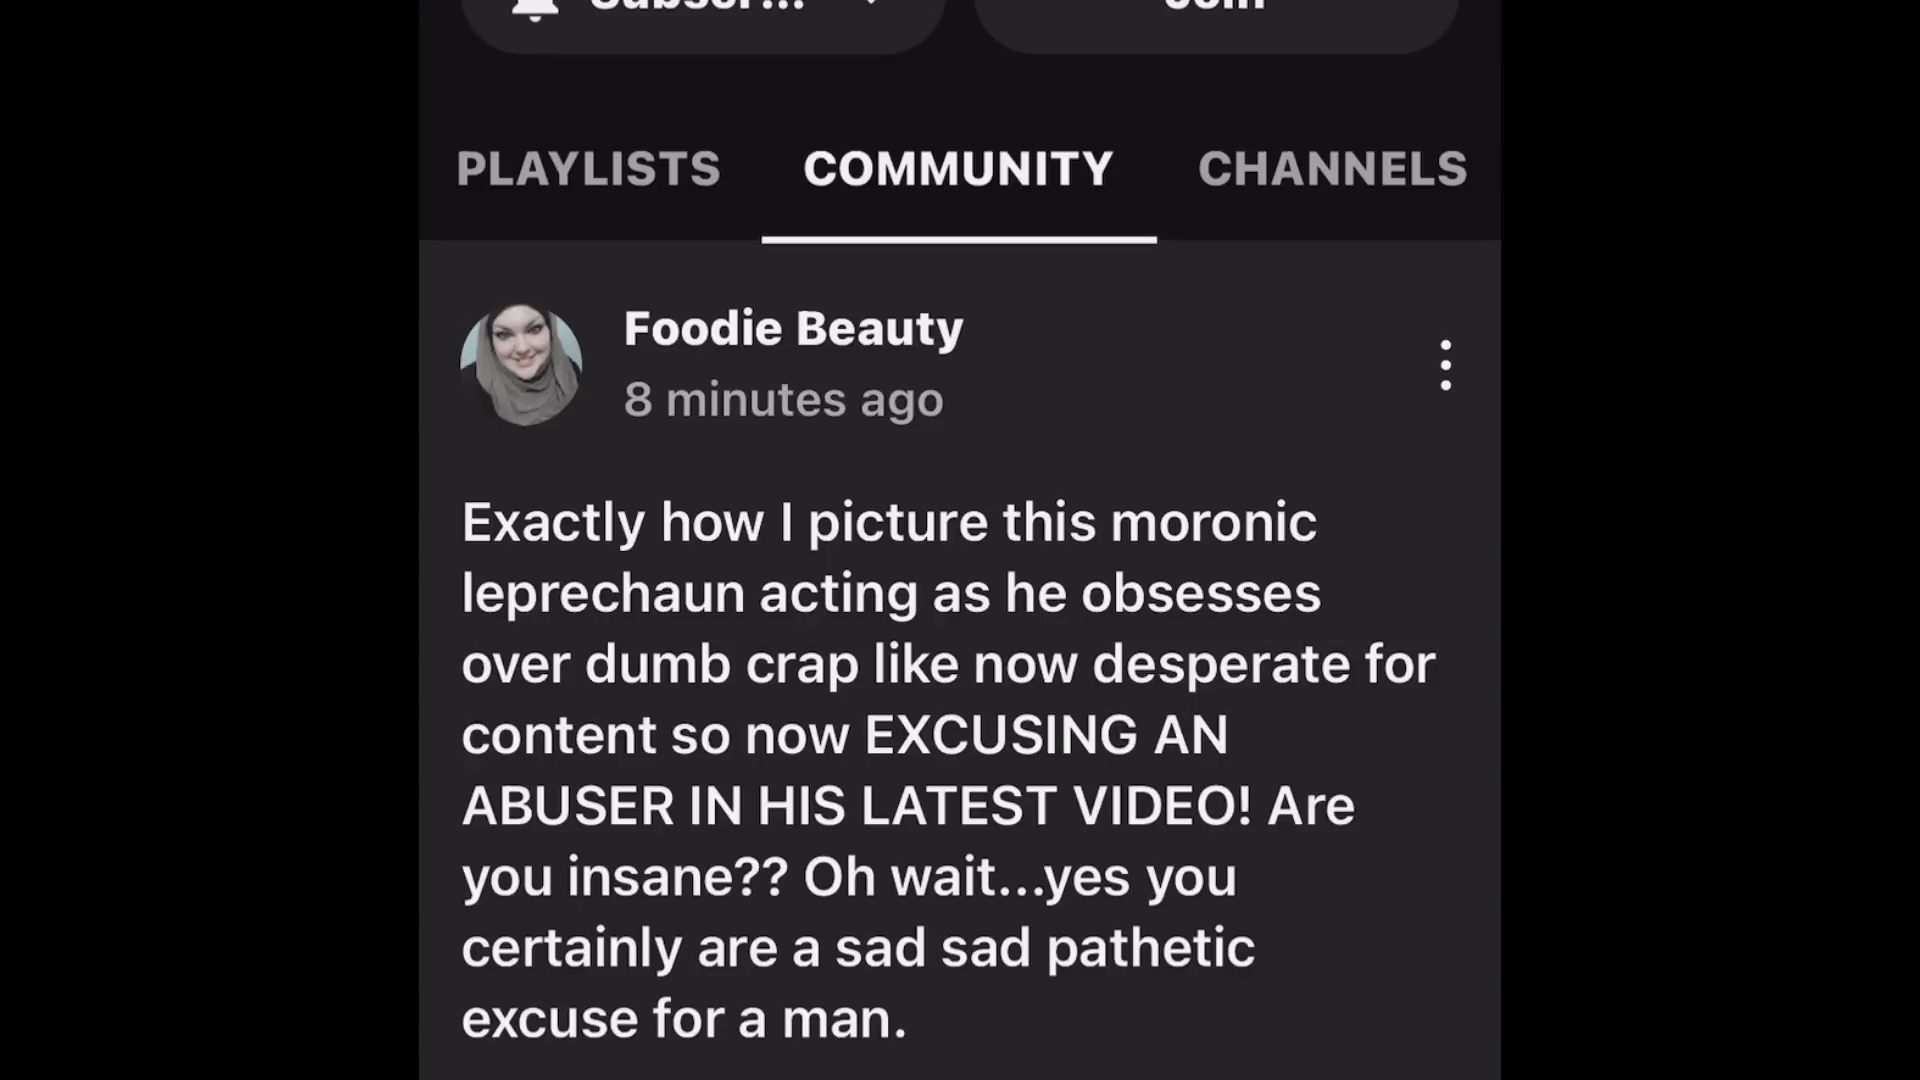 Subscr...
Join
PLAYLISTS
COMMUNITY
CHANNELS
Foodie Beauty
8 minutes ago
Exactly how I picture this moronic
leprechaun acting as he obsesses
over dumb crap like now desperate for
content so now EXCUSING AN
ABUSER IN HIS LATEST VIDEO! Are
you insane?? Oh wait...yes you
certainly are a sad sad pathetic
excuse for a man.